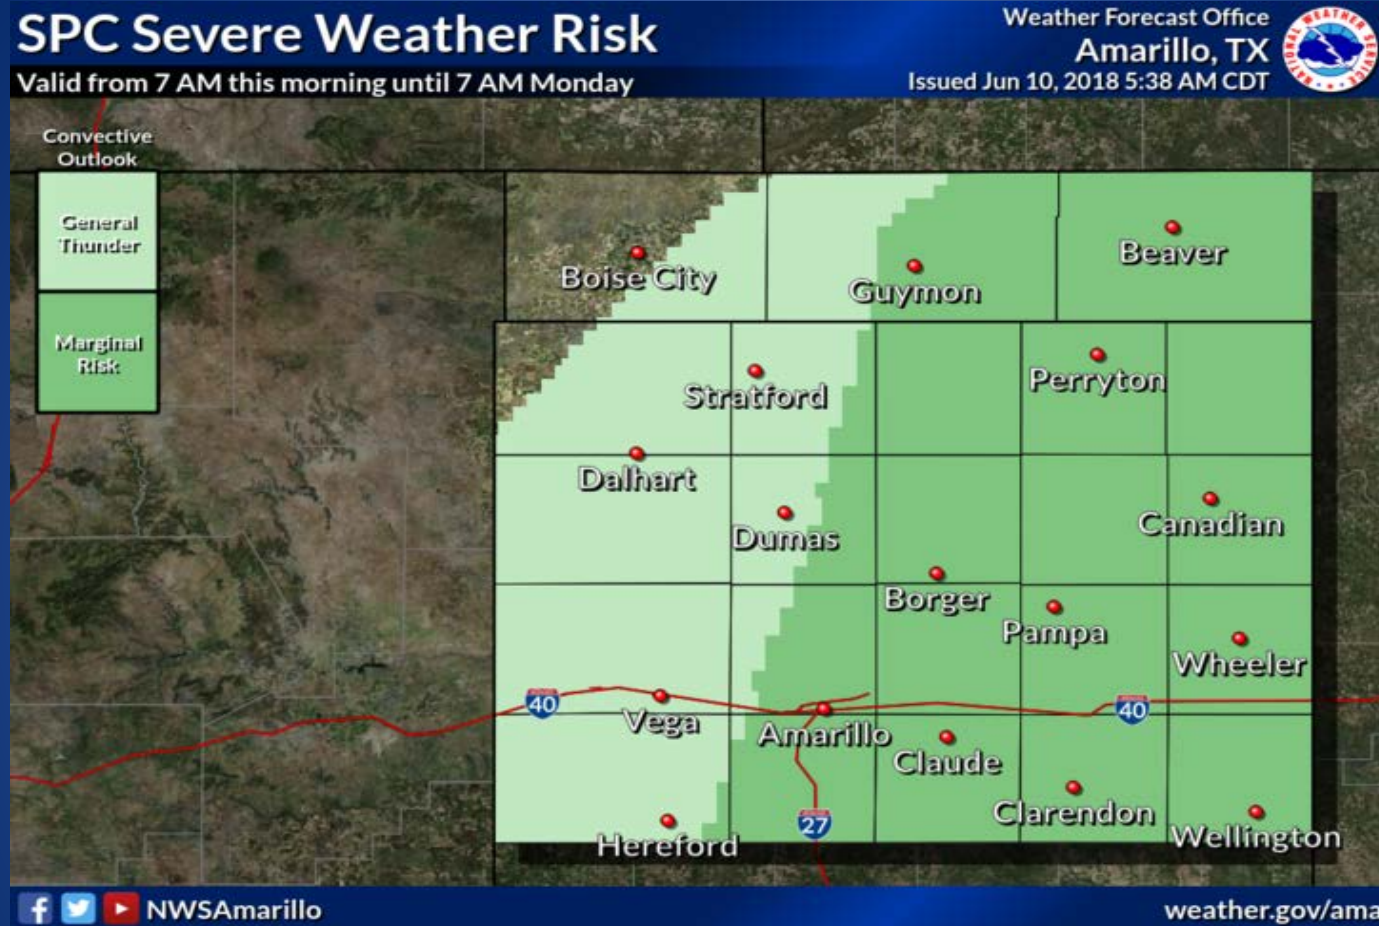 SPC Severe Weather Risk
Valid from 7 AM this morning until 7 AM Monday
Weather Forecast Office
Amarillo, TX
Issued Jun 10, 2018 5:38 AM CDT
NATIONAL WEATHER SERVICE
Convective
Outlook
General
Thunder
Marginal
Risk
Boise City
Guymon
Beaver
Stratford
Perryton
Dalhart
Dumas
Canadian
Borger
Pampa
Wheeler
40
Vega
Amarillo
40
Claude
Clarendon
27
Hereford
Wellington
NWSAmarillo
weather.gov/ama